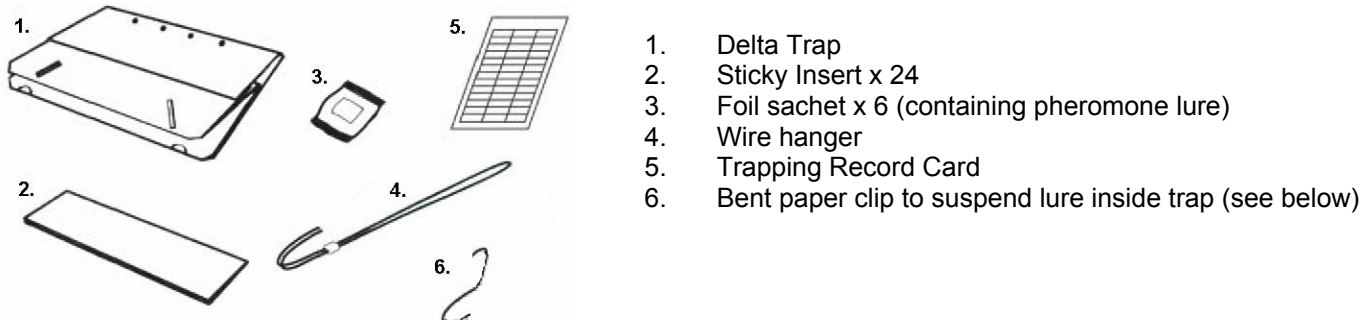 1.
5.
3.
2.
4.
6.
1. Delta Trap
2. Sticky Insert x 24
3. Foil sachet x 6 (containing pheromone lure)
4. Wire hanger
5. Trapping Record Card
6. Bent paper clip to suspend lure inside trap (see below)